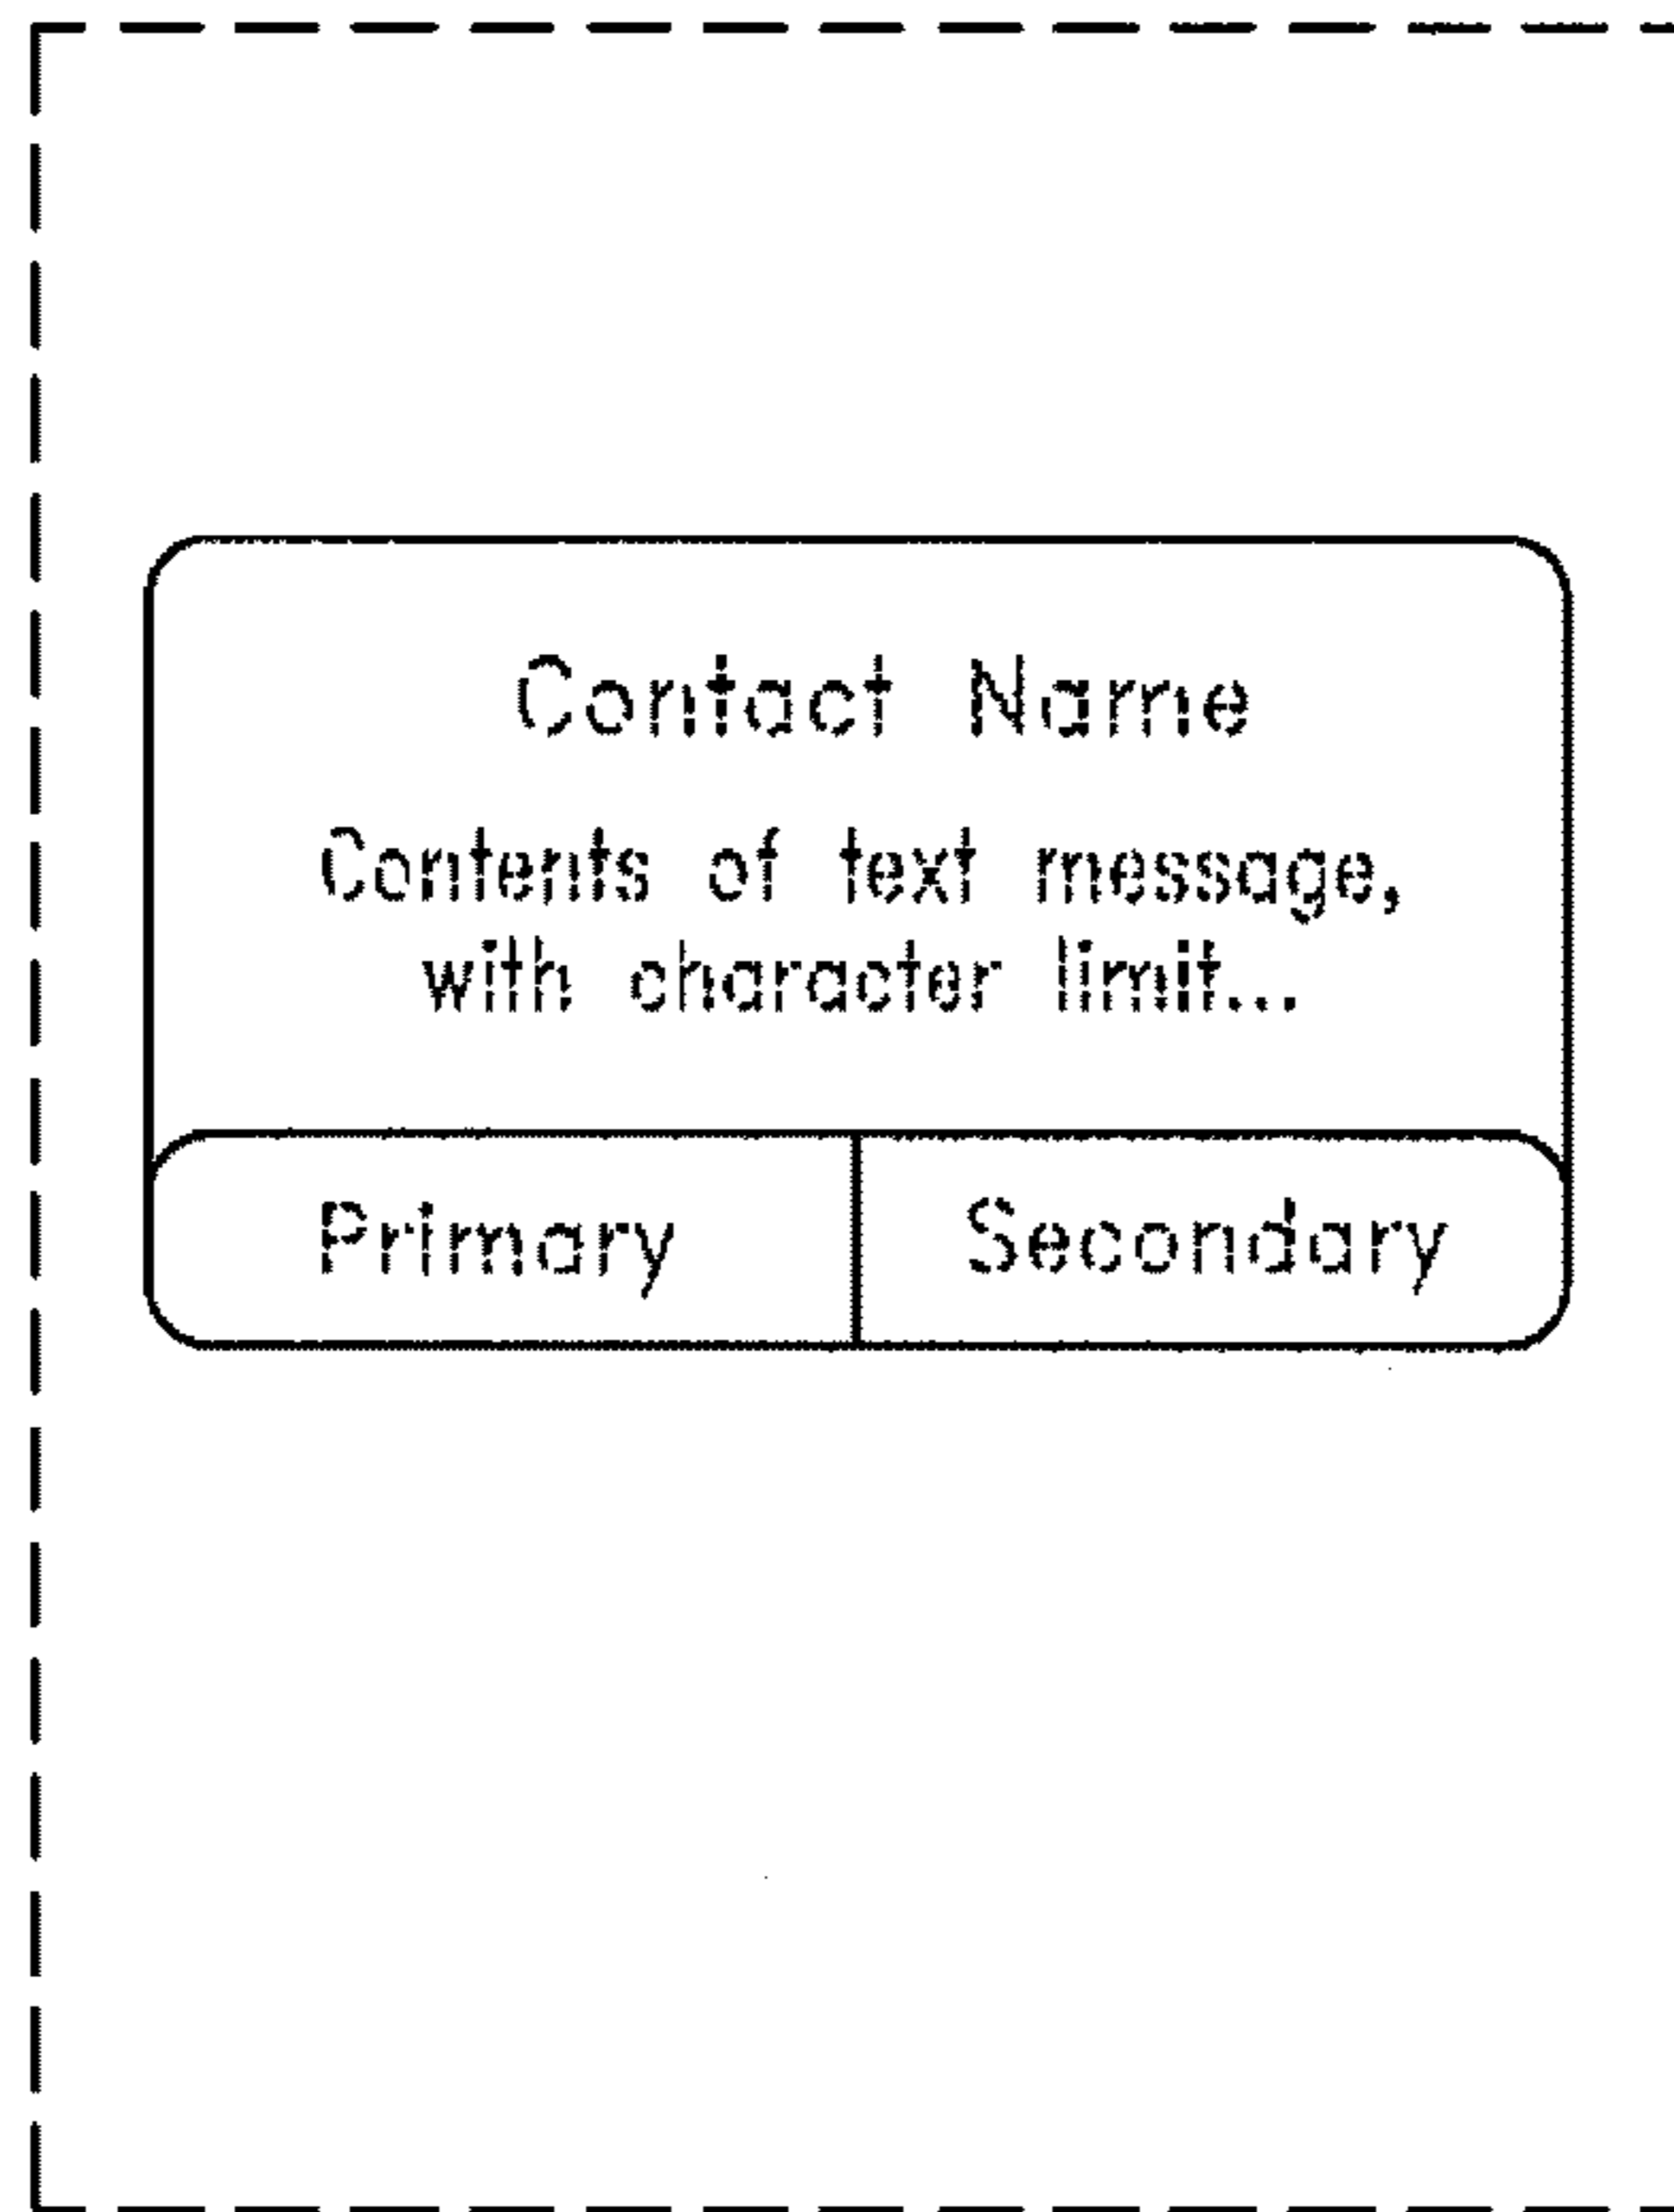 Contact Name
Contents of text message,
with character limit...
Primary
Secondary